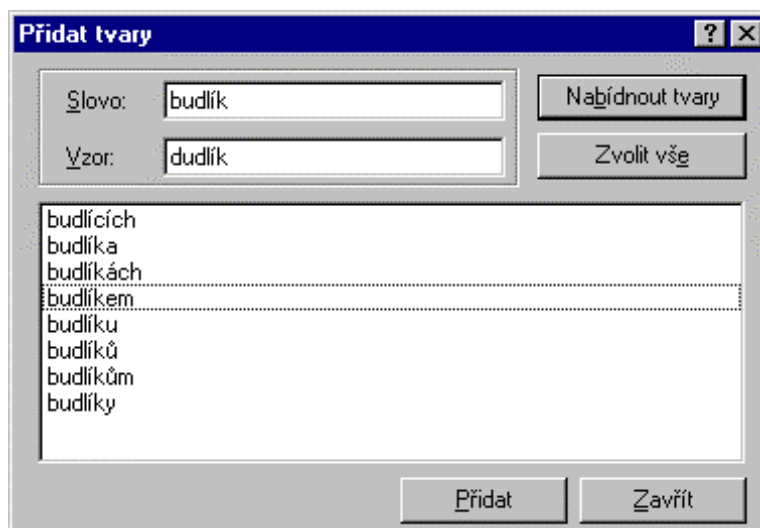 Přidat tvary
Slovo: budlík
Nabídnout tvary
Vzor: dudlík
Zvolit vše
budlících
budlíka
budlíkách
budlíkem
budlíku
budlíků
budlíkům
budlíky
Přidat Zavřít